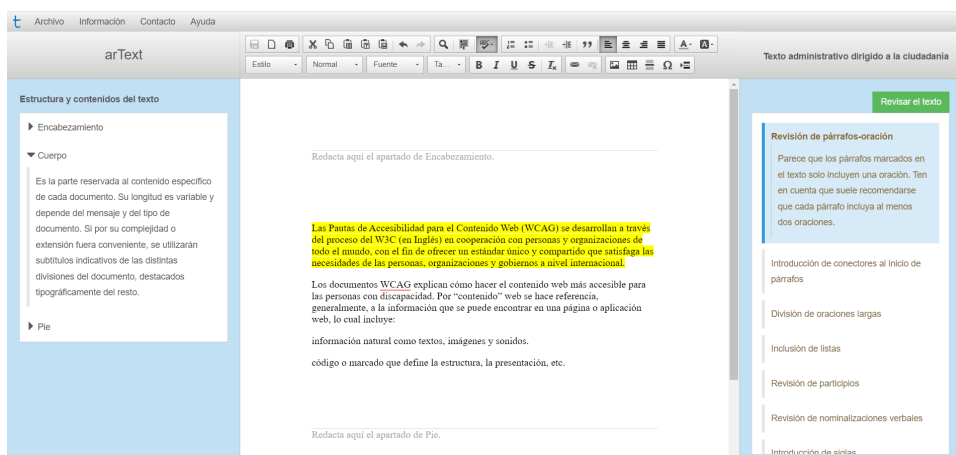 Archivo Información Contacto Ayuda
arText
Estilo Normal Fuente Ta...
B I U S Ix
Texto administrativo dirigido a la ciudadanía
Estructura y contenidos del texto
Encabezamiento
Cuerpo
Es la parte reservada al contenido específico
de cada documento. Su longitud es variable y
depende del mensaje y del tipo de
documento. Si por su complejidad o
extensión fuera conveniente, se utilizarán
subtítulos indicativos de las distintas
divisiones del documento, destacados
tipográficamente del resto.
Pie
Redacta aquí el apartado de Encabezamiento.
Las Pautas de Accesibilidad para el Contenido Web (WCAG) se desarrollan a través
del proceso del W3C (en Inglés) en cooperación con personas y organizaciones de
todo el mundo, con el fin de ofrecer un estándar único y compartido que satisfaga las
necesidades de las personas, organizaciones y gobiernos a nivel internacional.
Los documentos WCAG explican cómo hacer el contenido web más accesible para
las personas con discapacidad. Por “contenido” web se hace referencia,
generalmente, a la información que se puede encontrar en una página o aplicación
web, lo cual incluye:
información natural como textos, imágenes y sonidos.
código o marcado que define la estructura, la presentación, etc.
Redacta aquí el apartado de Pie.
Revisar el texto
Revisión de párrafos-oración
Parece que los párrafos marcados en
el texto solo incluyen una oración. Ten
en cuenta que suele recomendarse
que cada párrafo incluya al menos
dos oraciones.
Introducción de conectores al inicio de
párrafos
División de oraciones largas
Inclusión de listas
Revisión de participios
Revisión de nominalizaciones verbales
Introducción de siglas